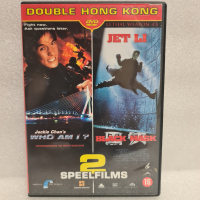 DOUBLE HONG KONG
DVD
Fight now.
Ask questions later.
JET LI
Jackie Chan's
WHO AM I?
BLACK MASK
2
SPEELFILMS
16